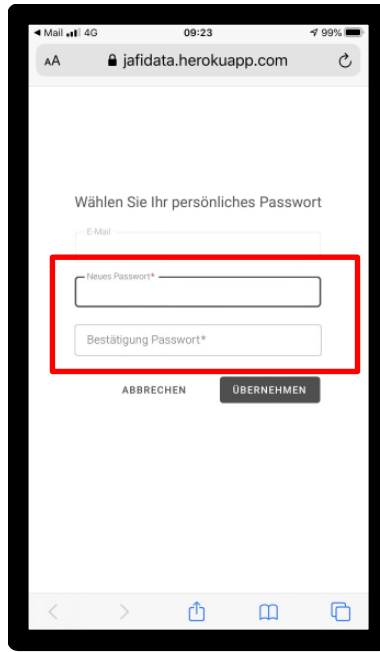 ◀ Mail 4G 09:23 99%
AA jafidata.herokuapp.com
Wählen Sie Ihr persönliches Passwort
E-Mail
Neues Passwort*
Bestätigung Passwort*
ABBRECHEN ÜBERNEHMEN